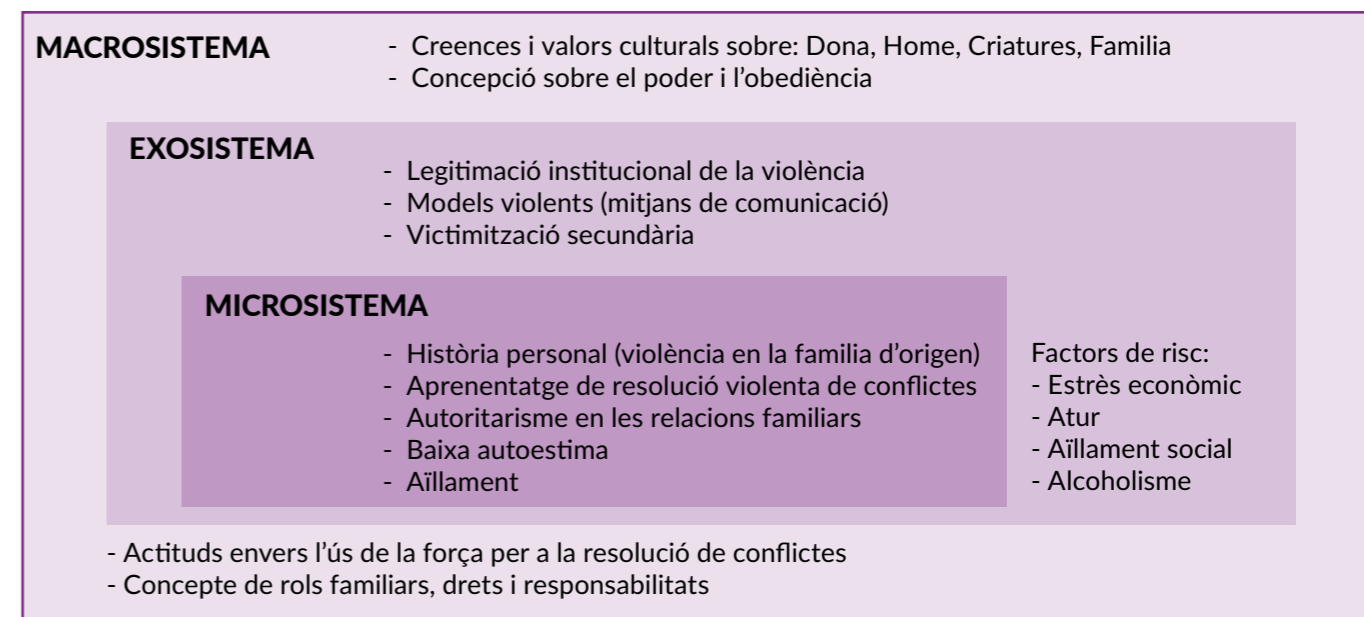 MACROSISTEMA
- Creences i valors culturals sobre: Dona, Home, Criatures, Familia
- Concepció sobre el poder i l’obediència
EXOSISTEMA
- Legitimació institucional de la violència
- Models violents (mitjans de comunicació)
- Victimització secundària
MICROSISTEMA
- Història personal (violència en la familia d’origen)
- Aprenentatge de resolució violenta de conflictes
- Autoritarisme en les relacions familiars
- Baixa autoestima
- Aïllament
Factors de risc:
- Estrès econòmic
- Atur
- Aïllament social
- Alcoholisme
- Actituds envers l’ús de la força per a la resolució de conflictes
- Concepte de rols familiars, drets i responsabilitats